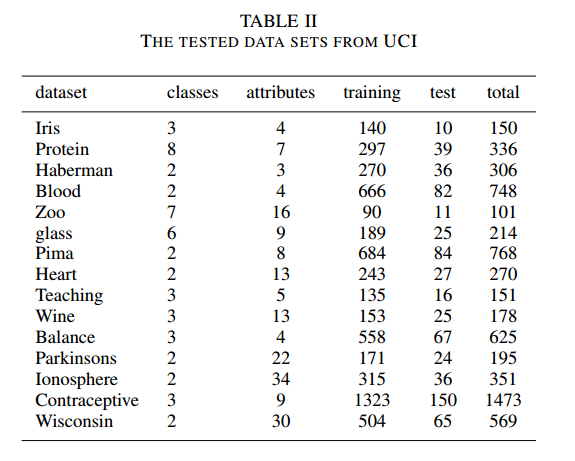 TABLE II
THE TESTED DATA SETS FROM UCI
dataset classes attributes training test total
Iris 3 4 140 10 150
Protein 8 7 297 39 336
Haberman 2 3 270 36 306
Blood 2 4 666 82 748
Zoo 7 16 90 11 101
glass 6 9 189 25 214
Pima 2 8 684 84 768
Heart 2 13 243 27 270
Teaching 3 5 135 16 151
Wine 3 13 153 25 178
Balance 3 4 558 67 625
Parkinsons 2 22 171 24 195
Ionosphere 2 34 315 36 351
Contraceptive 3 9 1323 150 1473
Wisconsin 2 30 504 65 569